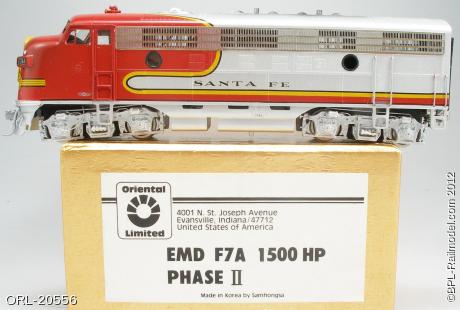 SANTA FE
Oriental
Limited
4001 N. St. Joseph Avenue
Evansville, Indiana/47712
United States of America
EMD F7A 1500 HP
PHASE II
Made in Korea by Samhongsa
ORL-20556
©BPL-Railmodel.com 2012